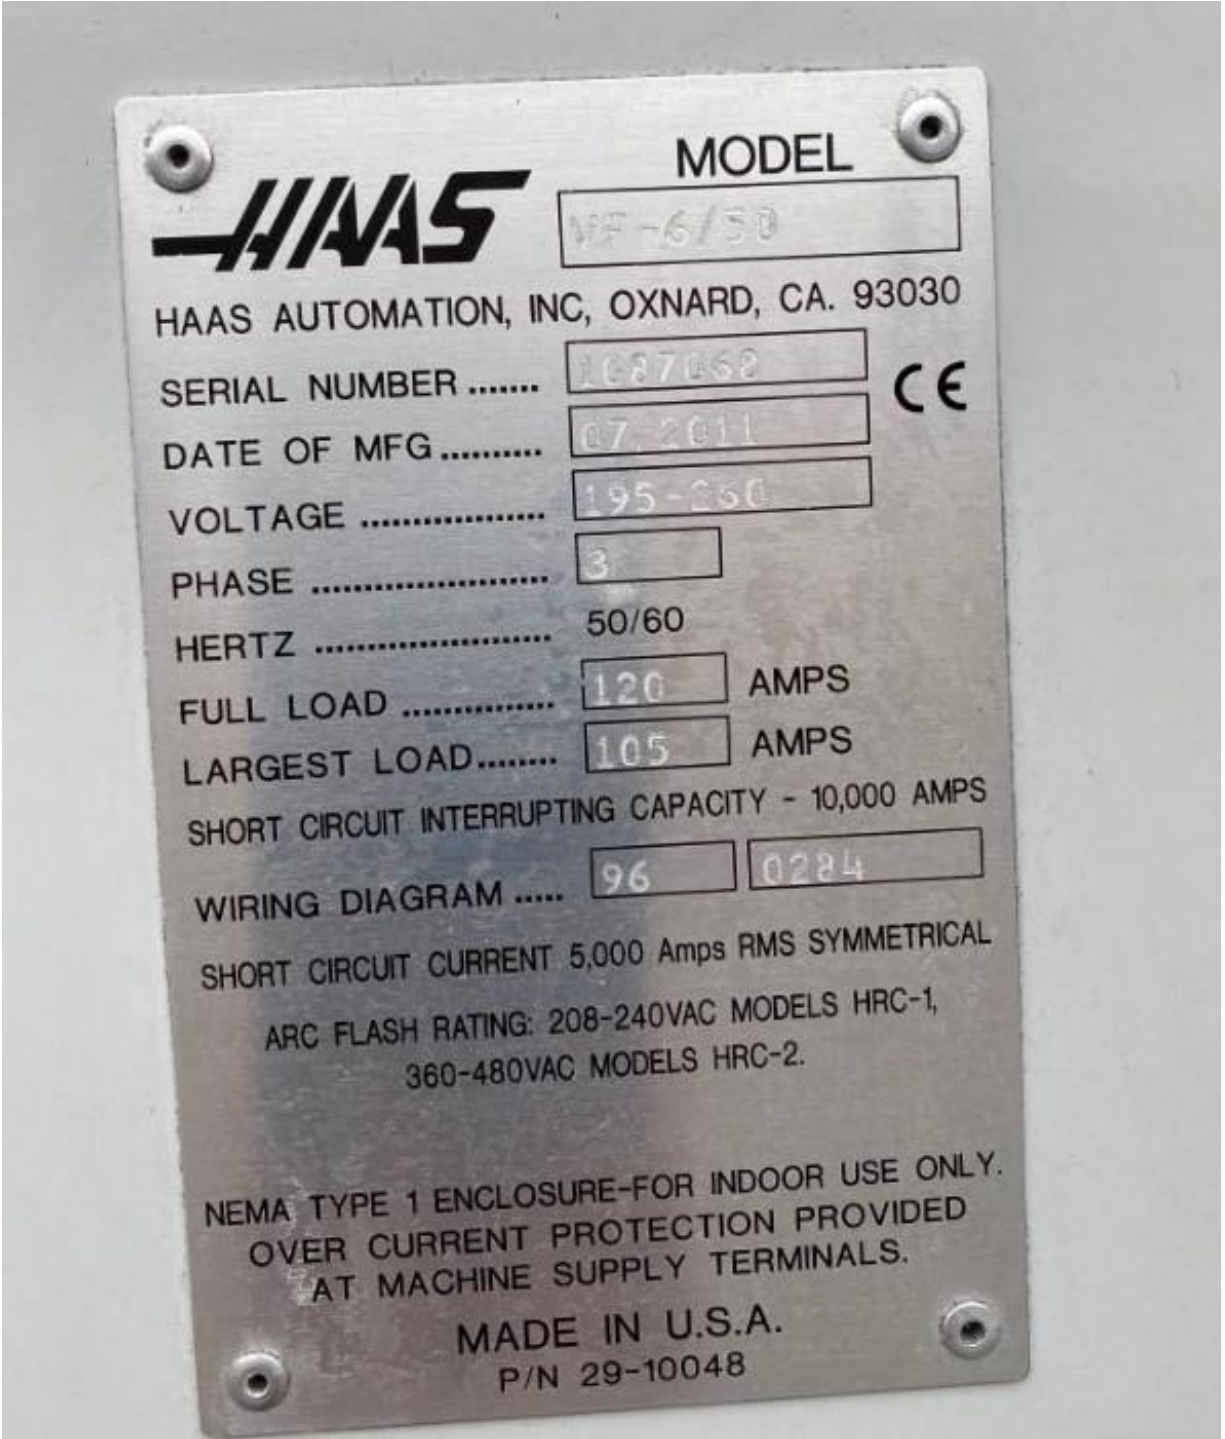 HAAS
MODEL
VF-6/50
HAAS AUTOMATION, INC, OXNARD, CA. 93030
SERIAL NUMBER ....... 1087068
CE
DATE OF MFG .......... 07.2011
VOLTAGE .................. 195-260
PHASE ....................... 3
HERTZ ....................... 50/60
FULL LOAD ............... 120 AMPS
LARGEST LOAD........ 105 AMPS
SHORT CIRCUIT INTERRUPTING CAPACITY - 10,000 AMPS
WIRING DIAGRAM ..... 96 0284
SHORT CIRCUIT CURRENT 5,000 Amps RMS SYMMETRICAL
ARC FLASH RATING: 208-240VAC MODELS HRC-1,
360-480VAC MODELS HRC-2.
NEMA TYPE 1 ENCLOSURE-FOR INDOOR USE ONLY.
OVER CURRENT PROTECTION PROVIDED
AT MACHINE SUPPLY TERMINALS.
MADE IN U.S.A.
P/N 29-10048